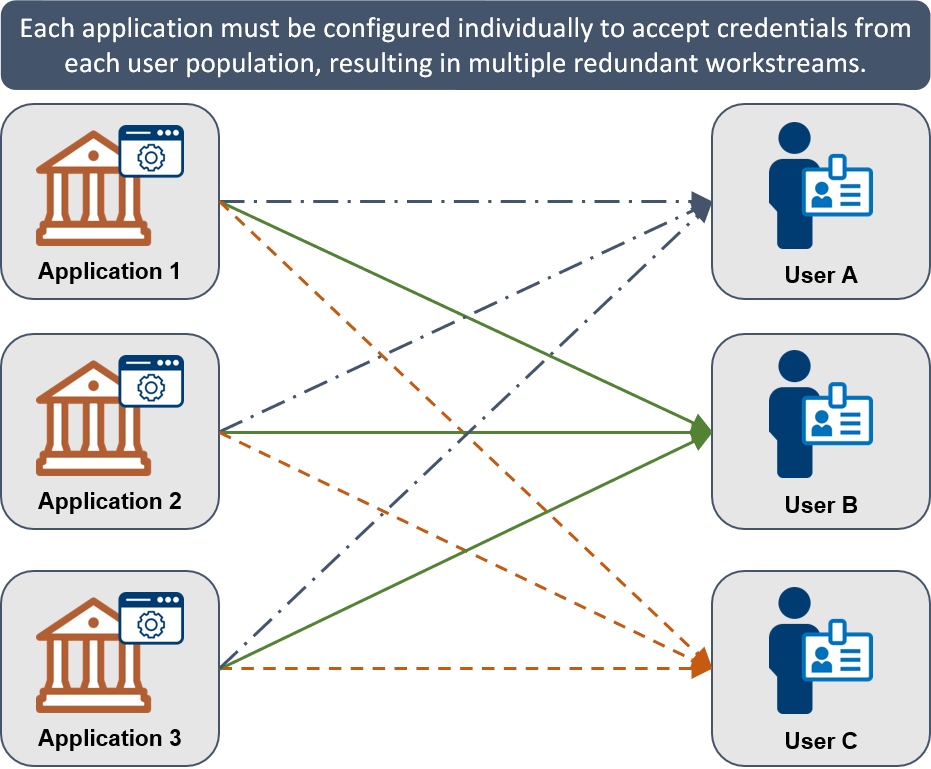 Each application must be configured individually to accept credentials from
each user population, resulting in multiple redundant workstreams.
Application 1
User A
Application 2
User B
Application 3
User C